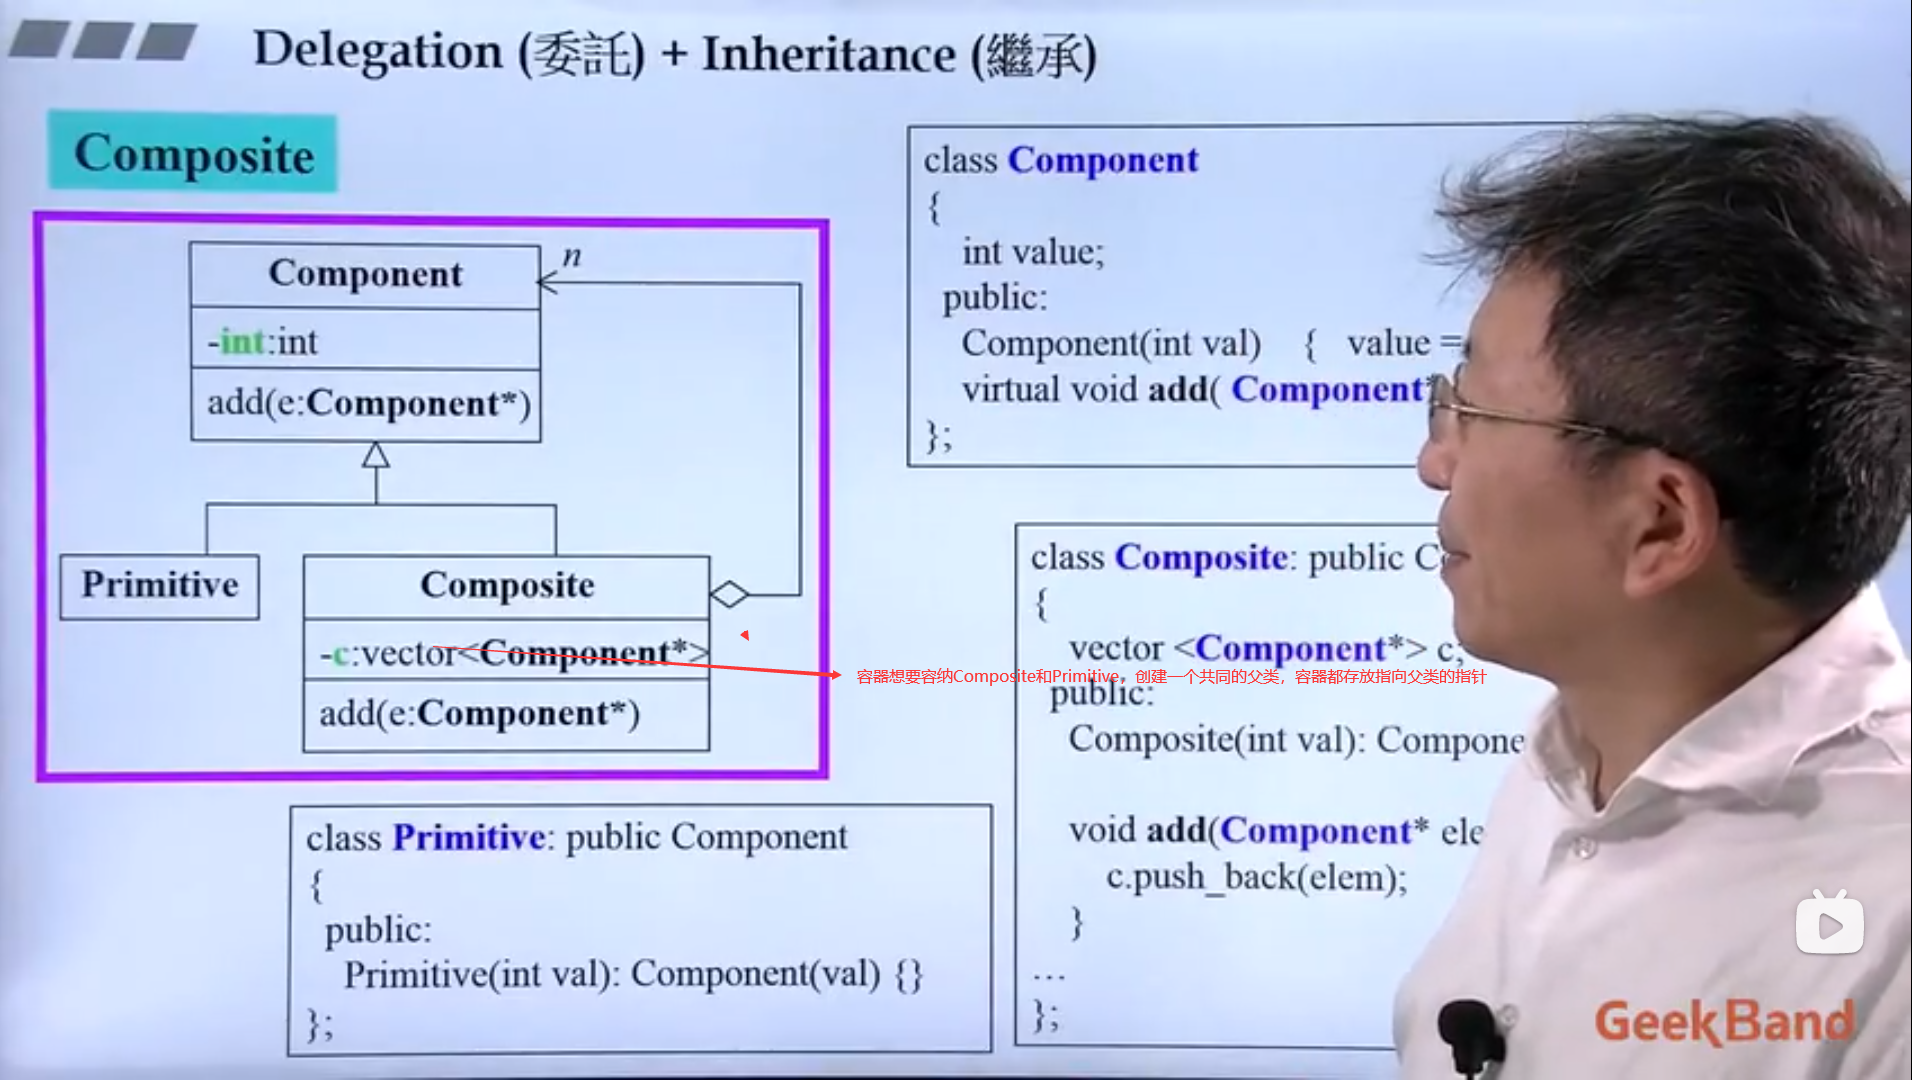 Delegation (委託) + Inheritance (繼承)
Composite
Component
n
-int:int
add(e:Component*)
Primitive
Composite
-c:vector<Component*>
add(e:Component*)
容器想要容纳Composite和Primitive，创建一个共同的父类，容器都存放指向父类的指针
class Component
{
int value;
public:
Component(int val) { value =
virtual void add( Component*
};
class Composite: public C
{
vector <Component*> c;
public:
Composite(int val): Compone
void add(Component* ele
c.push_back(elem);
}
...
};
class Primitive: public Component
{
public:
Primitive(int val): Component(val) {}
};
GeekBand